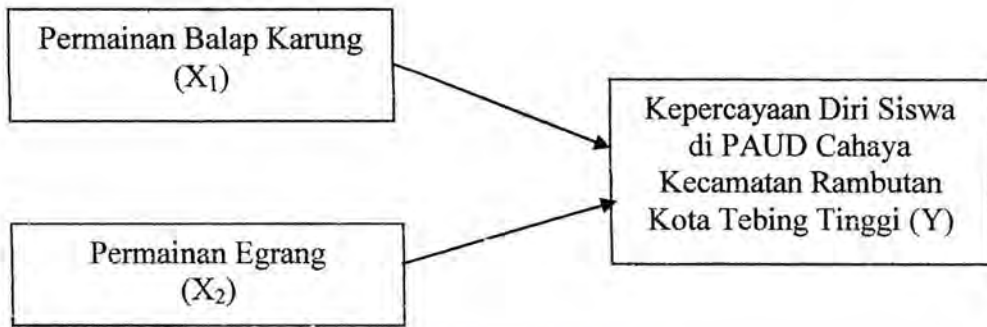 Permainan Balap Karung
(X₁)
Kepercayaan Diri Siswa
di PAUD Cahaya
Kecamatan Rambutan
Kota Tebing Tinggi (Y)
Permainan Egrang
(X₂)